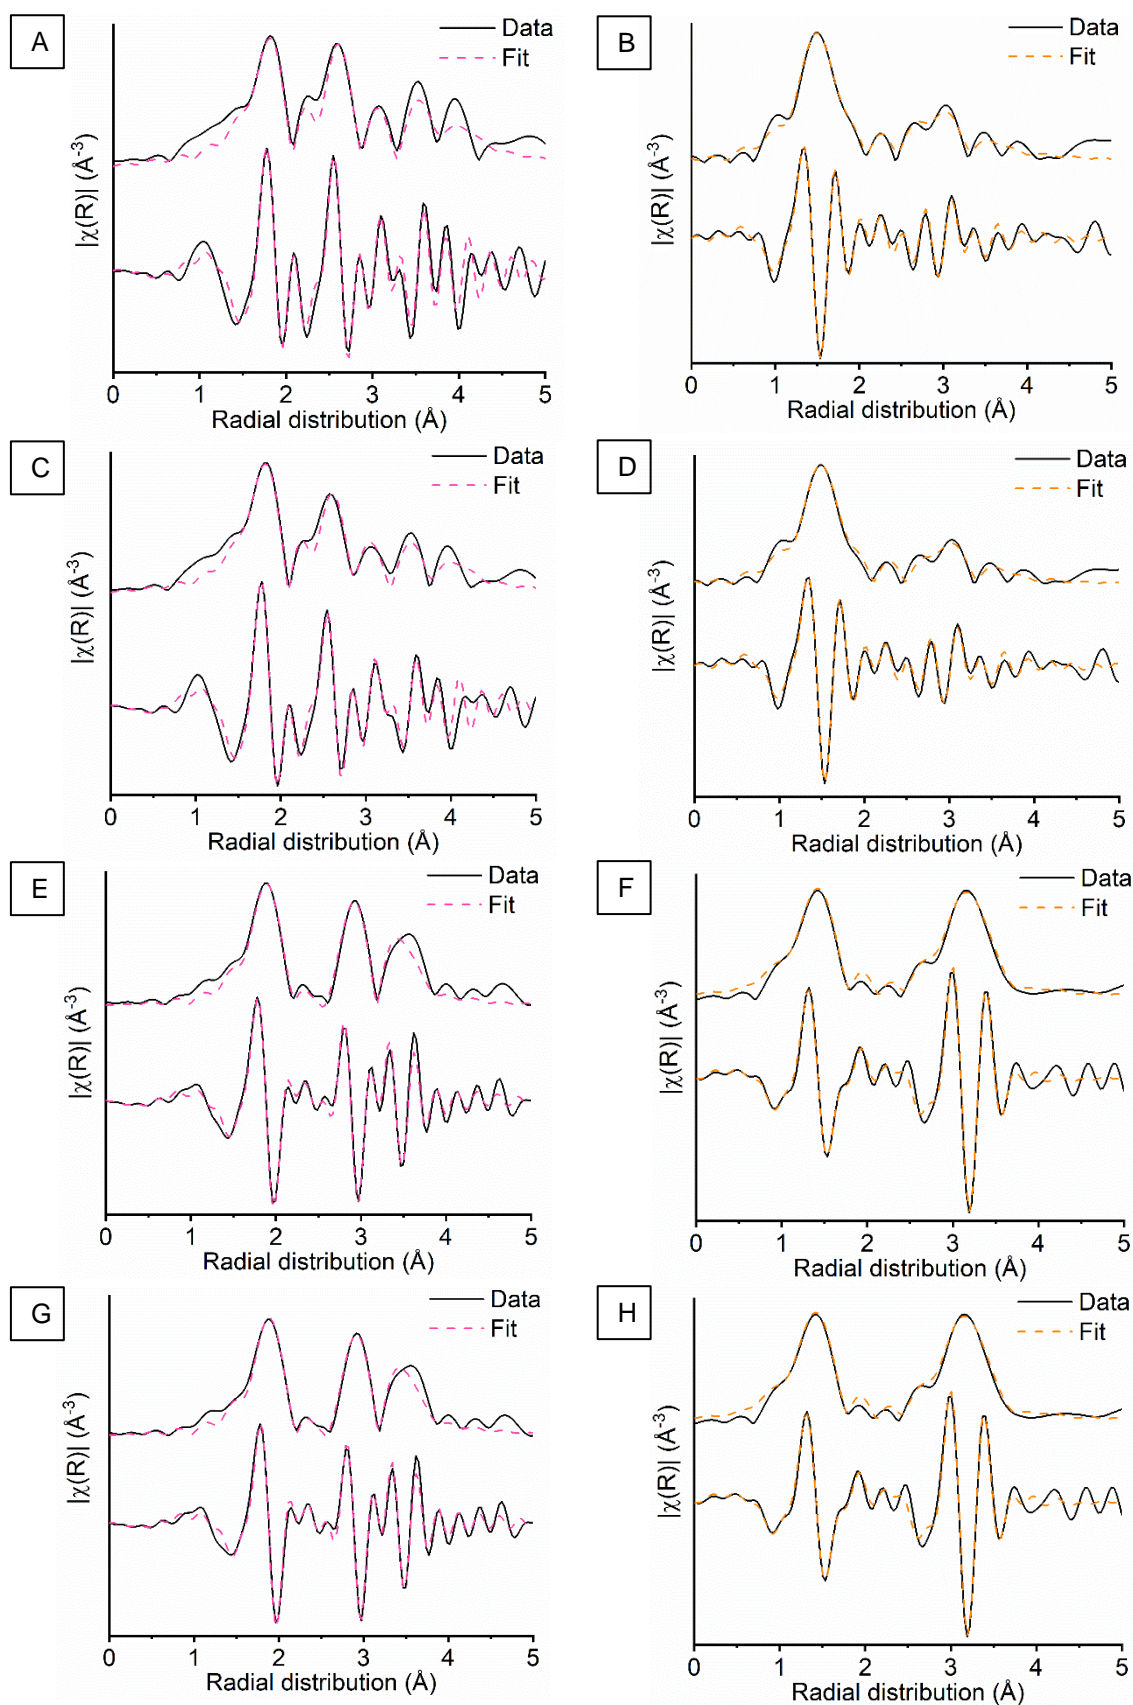 A
Data
Fit
|χ(R)| (Å-3)
0 1 2 3 4 5
Radial distribution (Å)
B
Data
Fit
|χ(R)| (Å-3)
0 1 2 3 4 5
Radial distribution (Å)
C
Data
Fit
|χ(R)| (Å-3)
0 1 2 3 4 5
Radial distribution (Å)
D
Data
Fit
|χ(R)| (Å-3)
0 1 2 3 4 5
Radial distribution (Å)
E
Data
Fit
|χ(R)| (Å-3)
0 1 2 3 4 5
Radial distribution (Å)
F
Data
Fit
|χ(R)| (Å-3)
0 1 2 3 4 5
Radial distribution (Å)
G
Data
Fit
|χ(R)| (Å-3)
0 1 2 3 4 5
Radial distribution (Å)
H
Data
Fit
|χ(R)| (Å-3)
0 1 2 3 4 5
Radial distribution (Å)